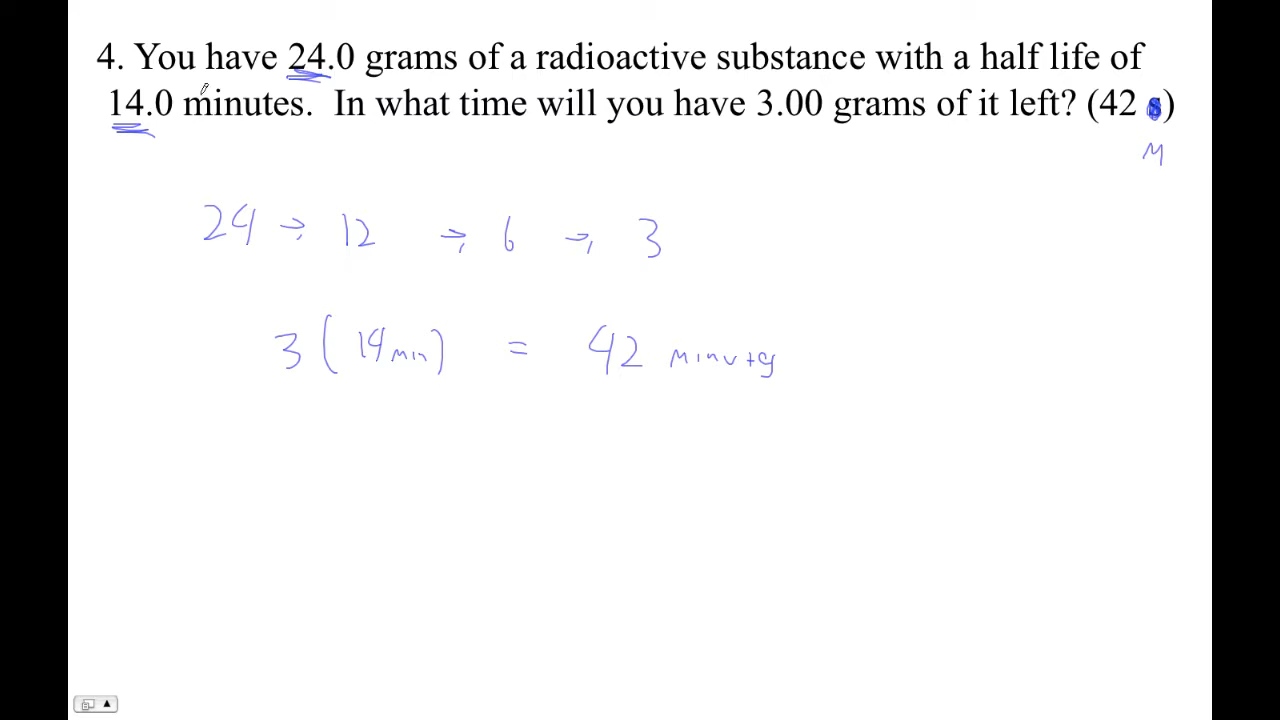 4. You have 24.0 grams of a radioactive substance with a half life of
14.0 minutes. In what time will you have 3.00 grams of it left? (42 s)
M
24 → 12 → 6 → 3
3 (14 min) = 42 minutes